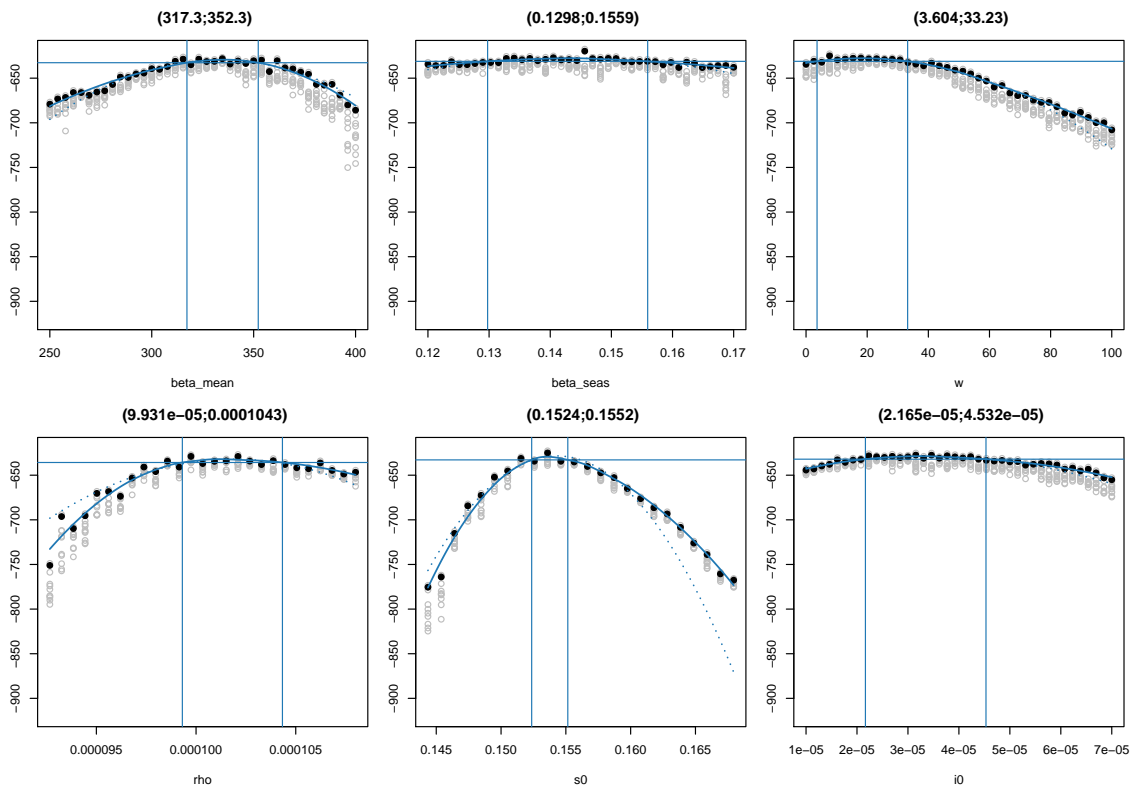 (317.3;352.3)
(0.1298;0.1559)
(3.604;33.23)
−650
−700
−750
−800
−850
−900
250 300 350 400
beta_mean
−650
−700
−750
−800
−850
−900
0.12 0.13 0.14 0.15 0.16 0.17
beta_seas
−650
−700
−750
−800
−850
−900
0 20 40 60 80 100
w
(9.931e−05;0.0001043)
(0.1524;0.1552)
(2.165e−05;4.532e−05)
−650
−700
−750
−800
−850
−900
0.000095 0.000100 0.000105
rho
−650
−700
−750
−800
−850
−900
0.145 0.150 0.155 0.160 0.165
s0
−650
−700
−750
−800
−850
−900
1e−05 2e−05 3e−05 4e−05 5e−05 6e−05 7e−05
i0